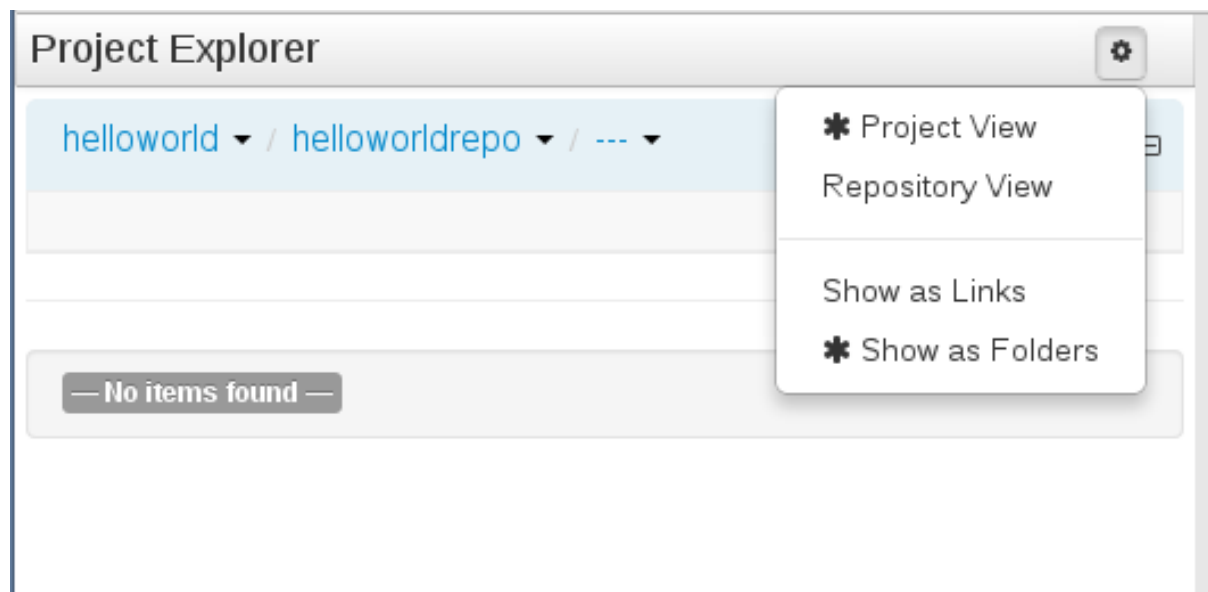 Project Explorer
helloworld / helloworldrepo / ---
✱ Project View
Repository View
Show as Links
✱ Show as Folders
— No items found —